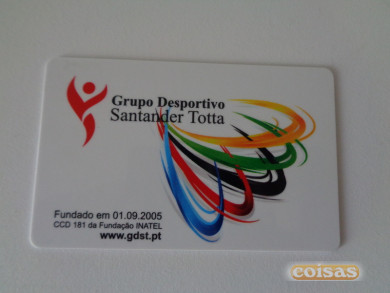 Grupo Desportivo
Santander Totta
Fundado em 01.09.2005
CCD 181 da Fundação INATEL
www.gdst.pt
coisas